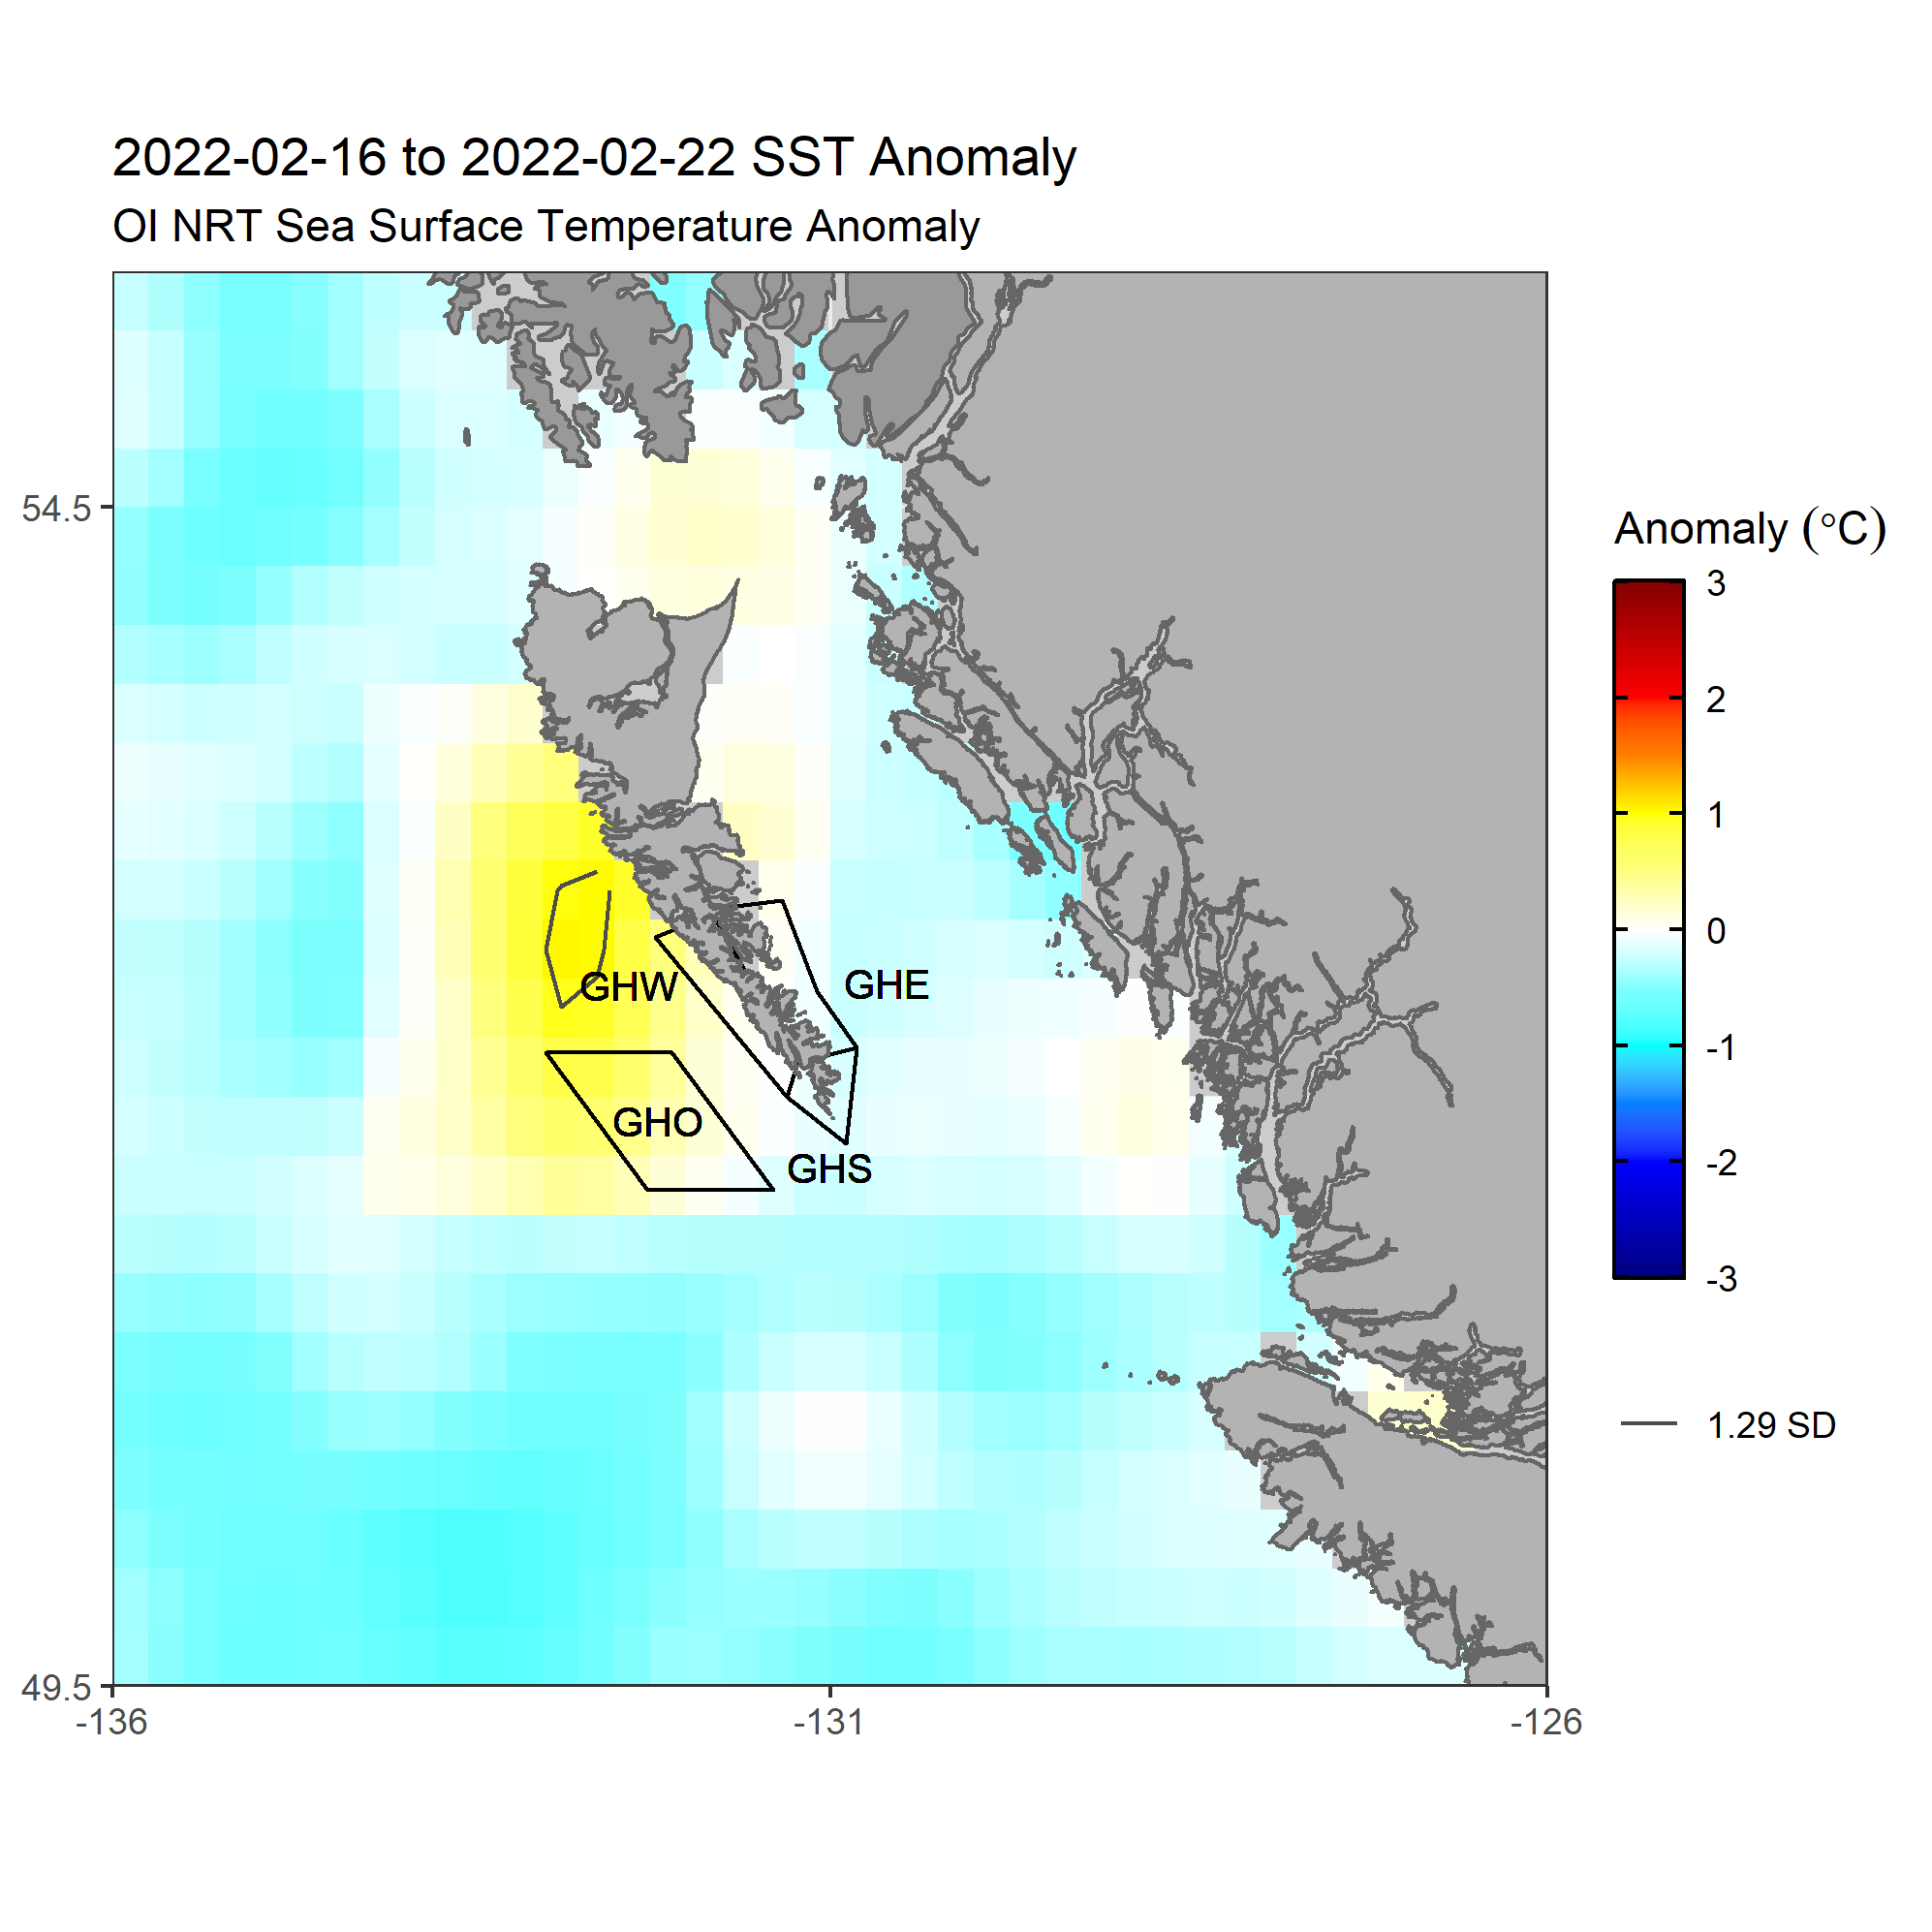 2022-02-16 to 2022-02-22 SST Anomaly
OI NRT Sea Surface Temperature Anomaly
54.5
49.5
-136
-131
-126
GHW
GHE
GHO
GHS
Anomaly (°C)
3
2
1
0
-1
-2
-3
1.29 SD